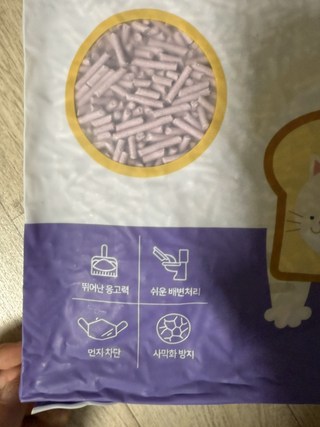 뛰어난 응고력
쉬운 배변처리
먼지 차단
사막화 방지